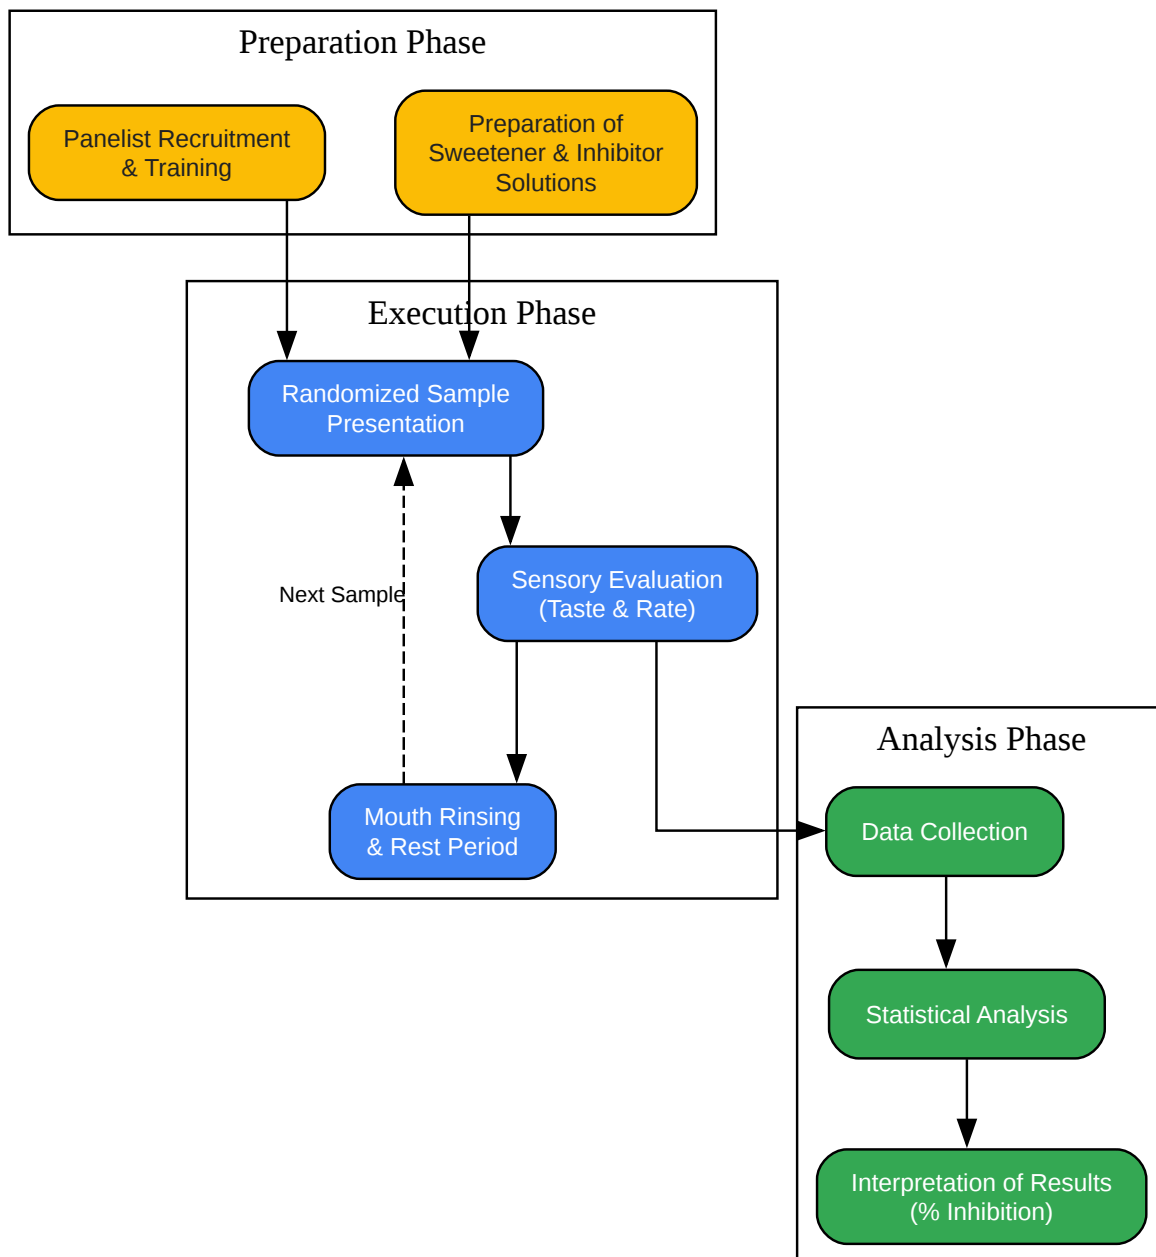 Preparation Phase
Panelist Recruitment
& Training
Preparation of
Sweetener & Inhibitor
Solutions
Execution Phase
Randomized Sample
Presentation
Sensory Evaluation
(Taste & Rate)
Next Sample
Mouth Rinsing
& Rest Period
Analysis Phase
Data Collection
Statistical Analysis
Interpretation of Results
(% Inhibition)